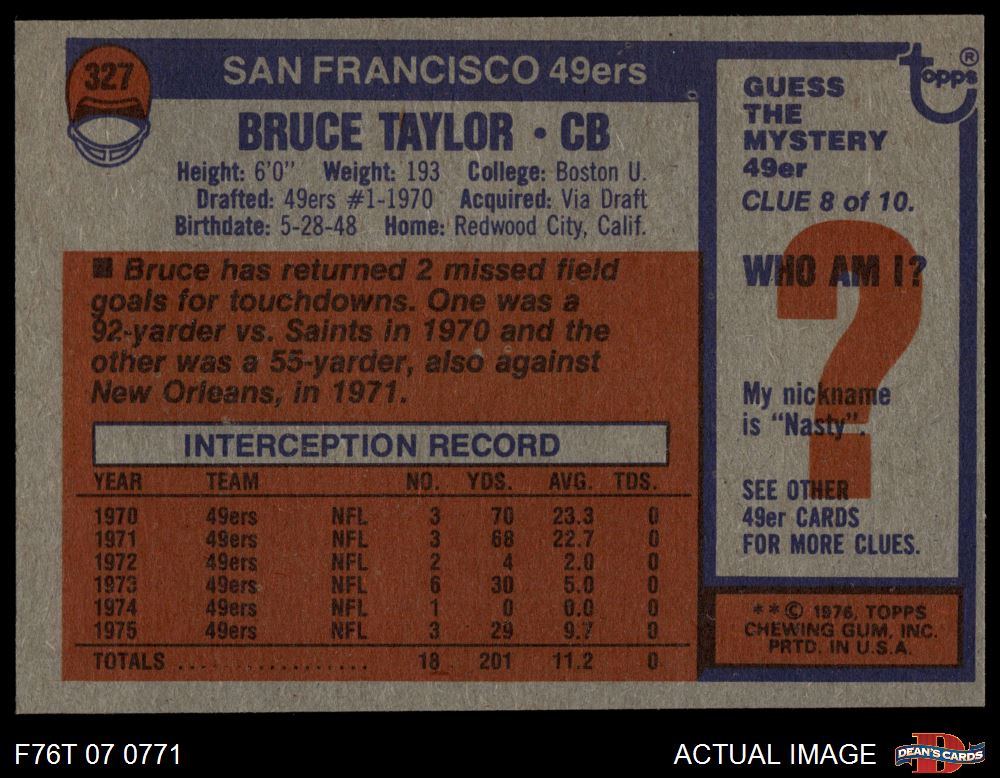 327
SAN FRANCISCO 49ers
BRUCE TAYLOR • CB
Height: 6'0" Weight: 193 College: Boston U.
Drafted: 49ers #1-1970 Acquired: Via Draft
Birthdate: 5-28-48 Home: Redwood City, Calif.
■ Bruce has returned 2 missed field
goals for touchdowns. One was a
92-yarder vs. Saints in 1970 and the
other was a 55-yarder, also against
New Orleans, in 1971.
INTERCEPTION RECORD
YEAR TEAM NO. YDS. AVG. TDS.
1970 49ers NFL 3 70 23.3 0
1971 49ers NFL 3 68 22.7 0
1972 49ers NFL 2 4 2.0 0
1973 49ers NFL 6 30 5.0 0
1974 49ers NFL 1 0 0.0 0
1975 49ers NFL 3 29 9.7 0
TOTALS .................. 18 201 11.2 0
topps ®
GUESS
THE
MYSTERY
49er
CLUE 8 of 10.
WHO AM I?
?
My nickname
is “Nasty”.
SEE OTHER
49er CARDS
FOR MORE CLUES.
* * © 1976, TOPPS
CHEWING GUM, INC.
PRTD. IN U.S.A.
F76T 07 0771
ACTUAL IMAGE
DEAN'S CARDS